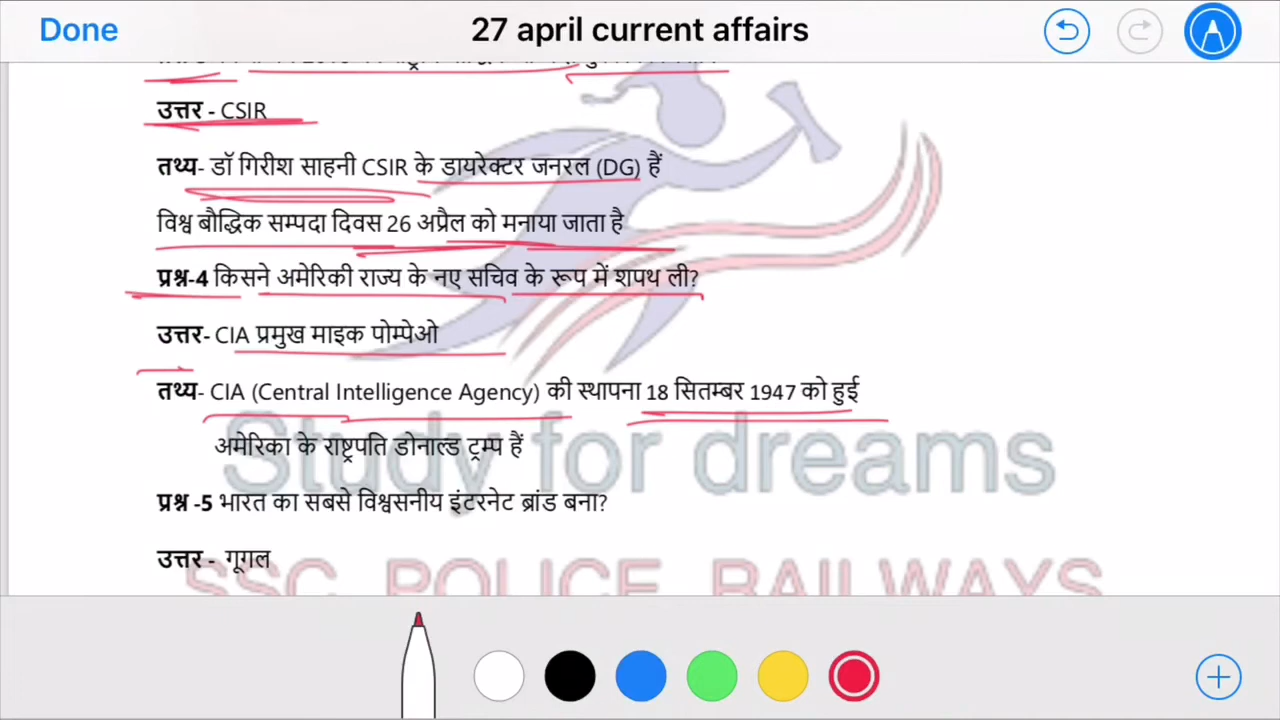 Done
27 april current affairs
उत्तर - CSIR
तथ्य- डॉ गिरीश साहनी CSIR के डायरेक्टर जनरल (DG) हैं
विश्व बौद्धिक सम्पदा दिवस 26 अप्रैल को मनाया जाता है
प्रश्न-4 किसने अमेरिकी राज्य के नए सचिव के रूप में शपथ ली?
उत्तर- CIA प्रमुख माइक पोम्पेओ
तथ्य- CIA (Central Intelligence Agency) की स्थापना 18 सितम्बर 1947 को हुई
अमेरिका के राष्ट्रपति डोनाल्ड ट्रम्प हैं
Study for dreams
प्रश्न -5 भारत का सबसे विश्वसनीय इंटरनेट ब्रांड बना?
उत्तर - गूगल
SSC POLICE RAILWAYS